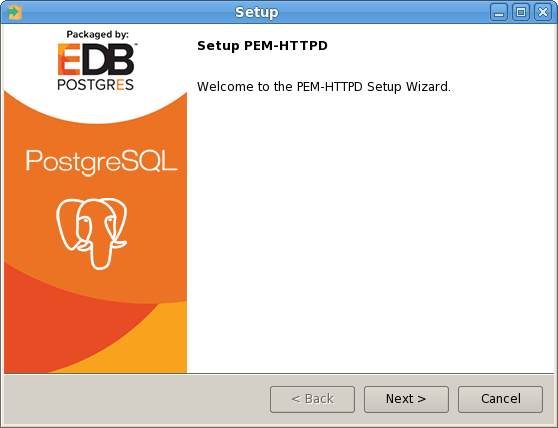 Setup
Packaged by:
EDB™
POSTGRES
PostgreSQL
Setup PEM-HTTPD
Welcome to the PEM-HTTPD Setup Wizard.
< Back
Next >
Cancel